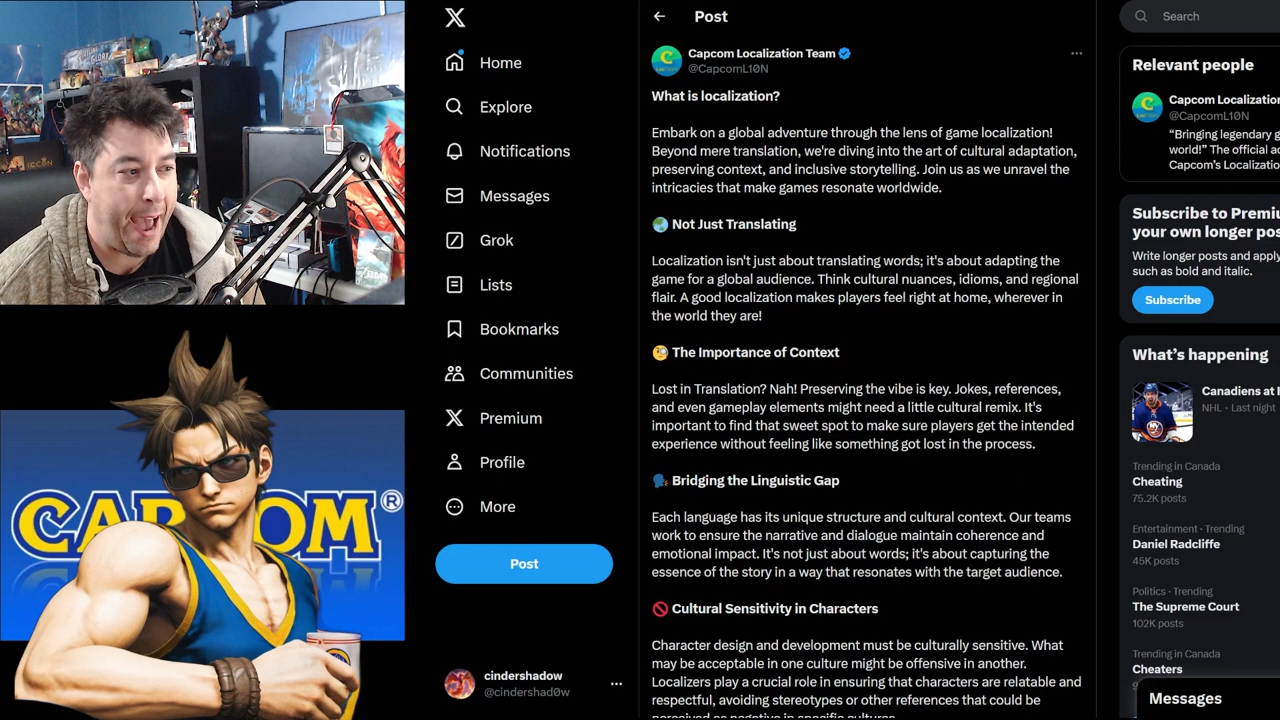 Home
Explore
Notifications
Messages
Grok
Lists
Bookmarks
Communities
Premium
Profile
More
Post
cindershadow
@cindershad0w
Post
Capcom Localization Team
@CapcomL10N
What is localization?
Embark on a global adventure through the lens of game localization!
Beyond mere translation, we're diving into the art of cultural adaptation,
preserving context, and inclusive storytelling. Join us as we unravel the
intricacies that make games resonate worldwide.
Not Just Translating
Localization isn't just about translating words; it's about adapting the
game for a global audience. Think cultural nuances, idioms, and regional
flair. A good localization makes players feel right at home, wherever in
the world they are!
The Importance of Context
Lost in Translation? Nah! Preserving the vibe is key. Jokes, references,
and even gameplay elements might need a little cultural remix. It's
important to find that sweet spot to make sure players get the intended
experience without feeling like something got lost in the process.
Bridging the Linguistic Gap
Each language has its unique structure and cultural context. Our teams
work to ensure the narrative and dialogue maintain coherence and
emotional impact. It's not just about words; it's about capturing the
essence of the story in a way that resonates with the target audience.
Cultural Sensitivity in Characters
Character design and development must be culturally sensitive. What
may be acceptable in one culture might be offensive in another.
Localizers play a crucial role in ensuring that characters are relatable and
respectful, avoiding stereotypes or other references that could be
perceived as negative in specific cultures.
Search
Relevant people
Capcom Localization
@CapcomL10N
“Bringing legendary g
world!” The official ac
Capcom’s Localizatio
Subscribe to Premi
your own longer pos
Write longer posts and apply
such as bold and italic.
Subscribe
What’s happening
Canadiens at I
NHL · Last night
Trending in Canada
Cheating
75.2K posts
Entertainment · Trending
Daniel Radcliffe
45K posts
Politics · Trending
The Supreme Court
102K posts
Trending in Canada
Cheaters
Messages
CAPCOM®